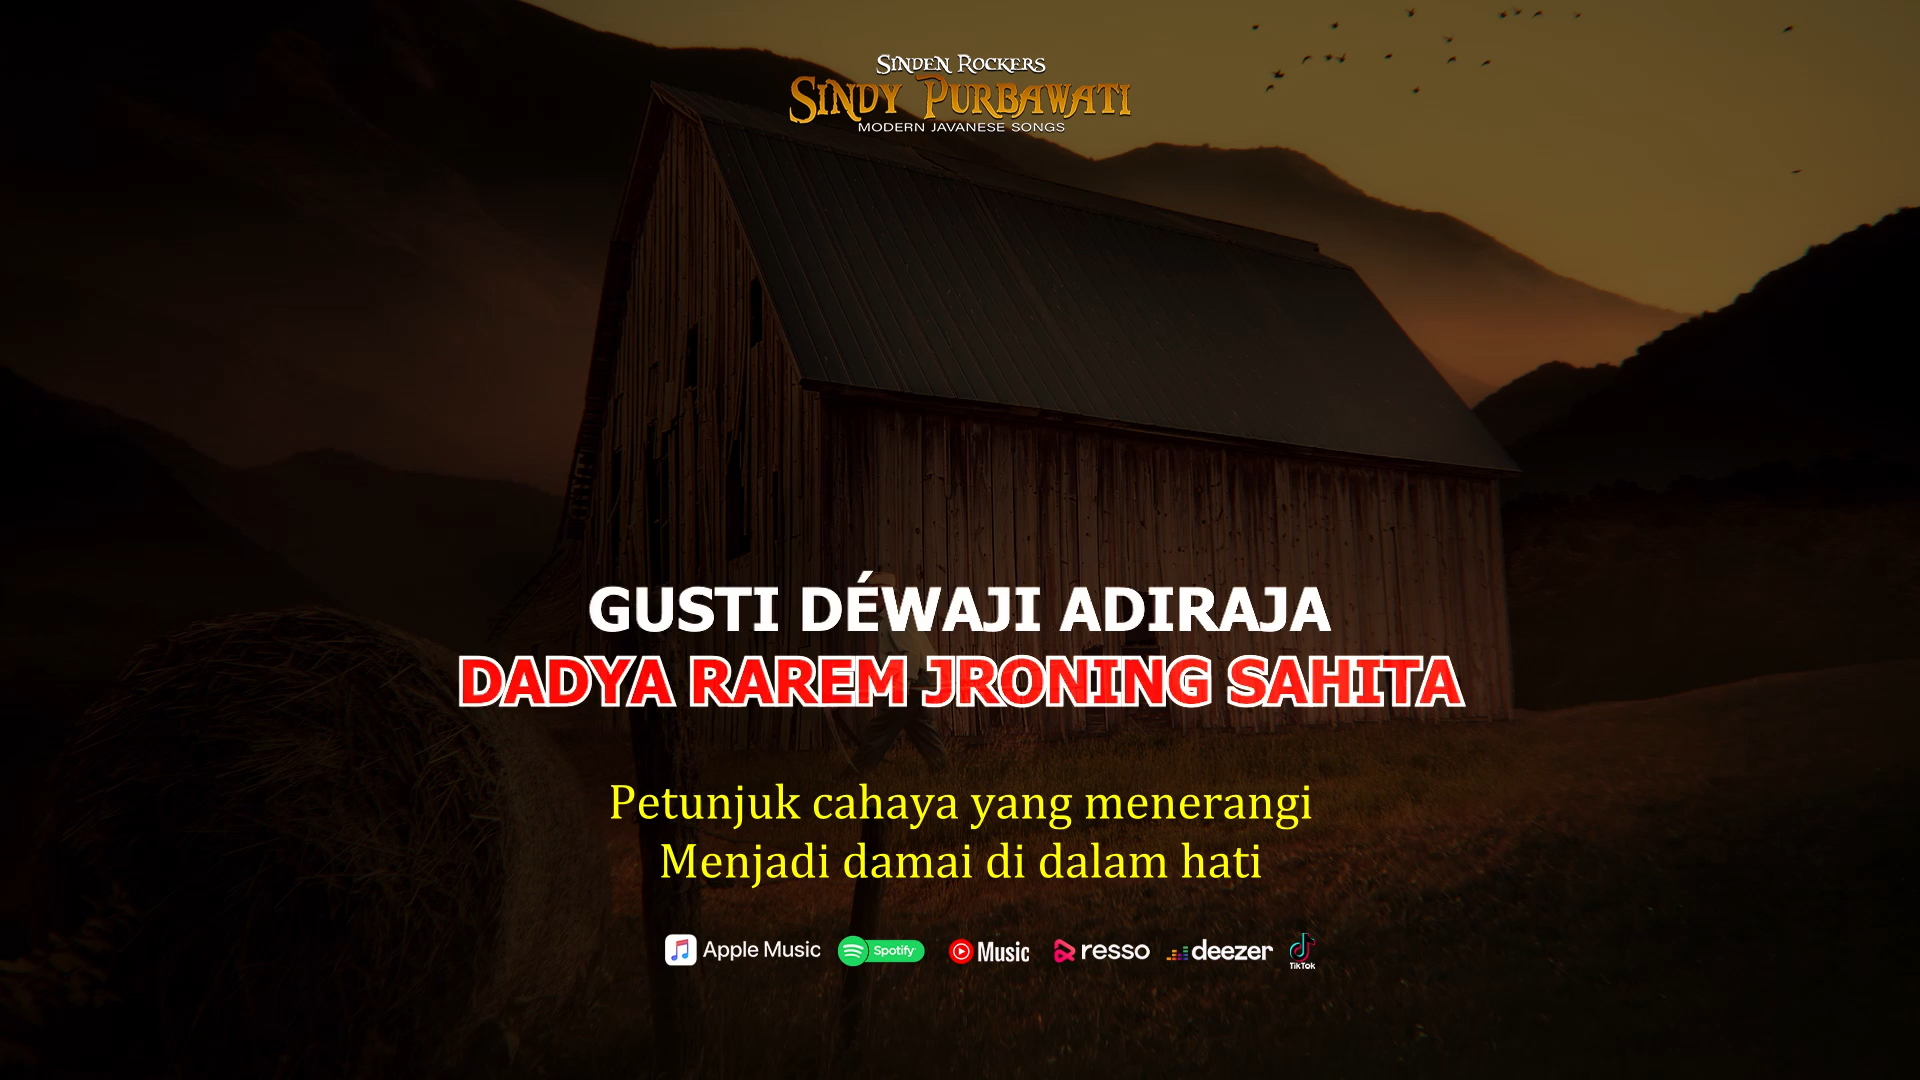 SINDEN ROCKERS
SINDY PURBAWATI
MODERN JAVANESE SONGS
GUSTI DÉWAJI ADIRAJA
DADYA RAREM JRONING SAHITA
Petunjuk cahaya yang menerangi
Menjadi damai di dalam hati
Apple Music Spotify Music resso deezer TikTok